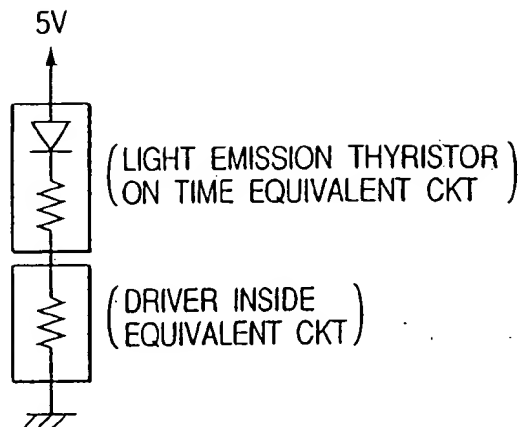 5V
(LIGHT EMISSION THYRISTOR
ON TIME EQUIVALENT CKT)
(DRIVER INSIDE
EQUIVALENT CKT)